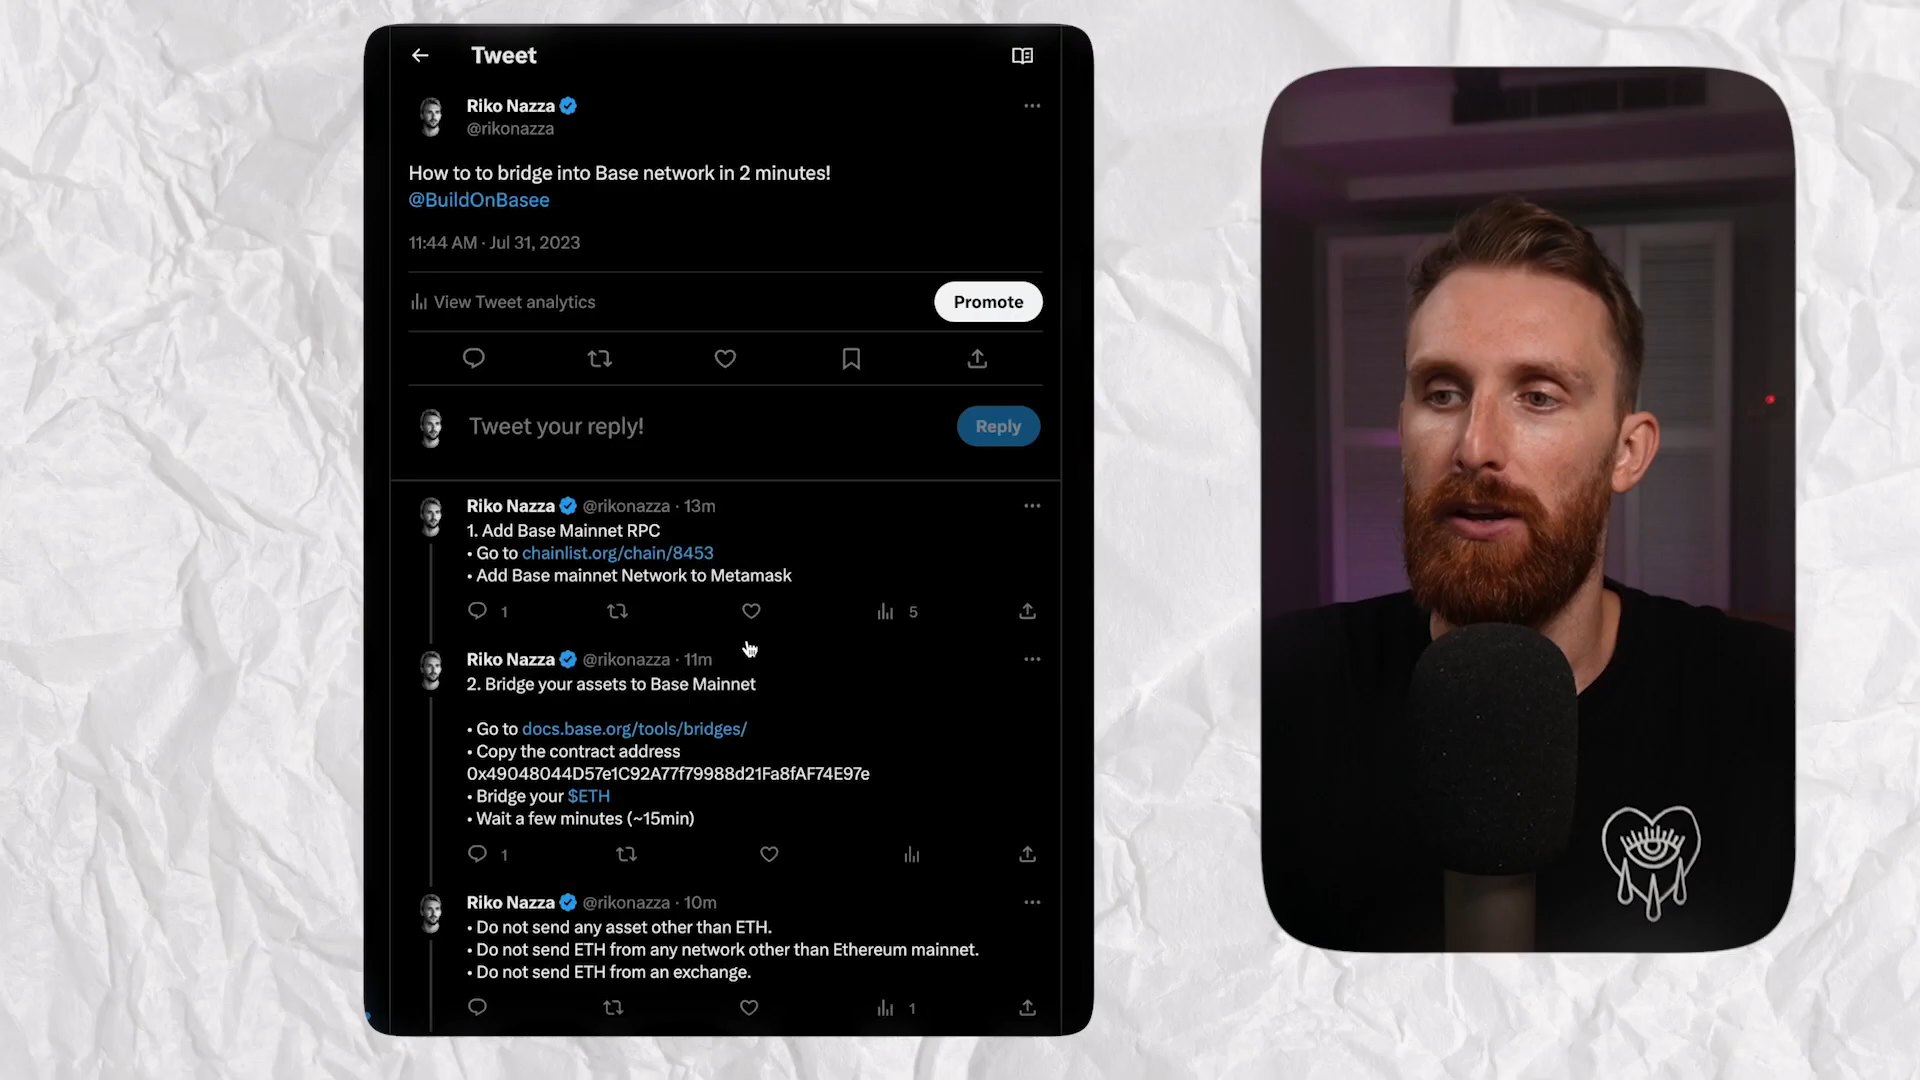 Tweet
Riko Nazza
@rikonazza
How to to bridge into Base network in 2 minutes!
@BuildOnBasee
11:44 AM · Jul 31, 2023
View Tweet analytics
Promote
Tweet your reply!
Reply
Riko Nazza @rikonazza · 13m
1. Add Base Mainnet RPC
• Go to chainlist.org/chain/8453
• Add Base mainnet Network to Metamask
1
5
Riko Nazza @rikonazza · 11m
2. Bridge your assets to Base Mainnet
• Go to docs.base.org/tools/bridges/
• Copy the contract address
0x49048044D57e1C92A77f79988d21Fa8fAF74E97e
• Bridge your $ETH
• Wait a few minutes (~15min)
1
Riko Nazza @rikonazza · 10m
• Do not send any asset other than ETH.
• Do not send ETH from any network other than Ethereum mainnet.
• Do not send ETH from an exchange.
1